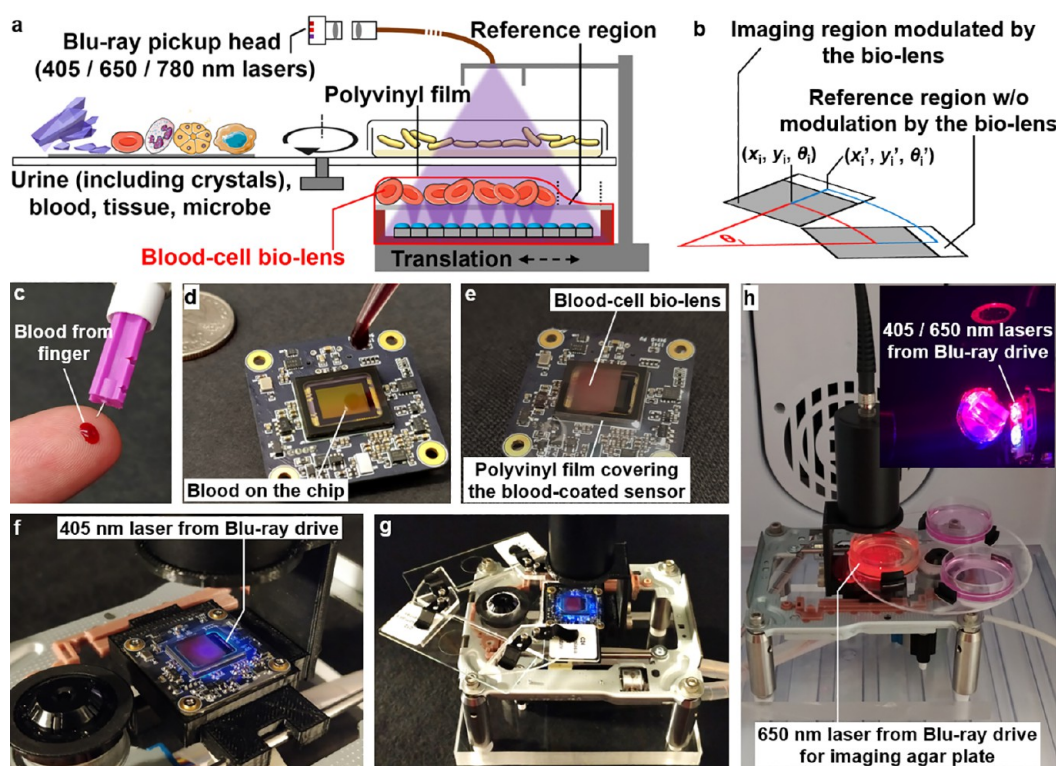 a
Blu-ray pickup head
(405 / 650 / 780 nm lasers)
Reference region
Polyvinyl film
Urine (including crystals),
blood, tissue, microbe
Blood-cell bio-lens
Translation
b
Imaging region modulated by
the bio-lens
Reference region w/o
modulation by the bio-lens
(xi, yi, θi)
(xi', yi', θi')
Θ
c
Blood from
finger
d
Blood on the chip
e
Blood-cell bio-lens
Polyvinyl film covering
the blood-coated sensor
f
405 nm laser from Blu-ray drive
g
h
405 / 650 nm lasers
from Blu-ray drive
650 nm laser from Blu-ray drive
for imaging agar plate